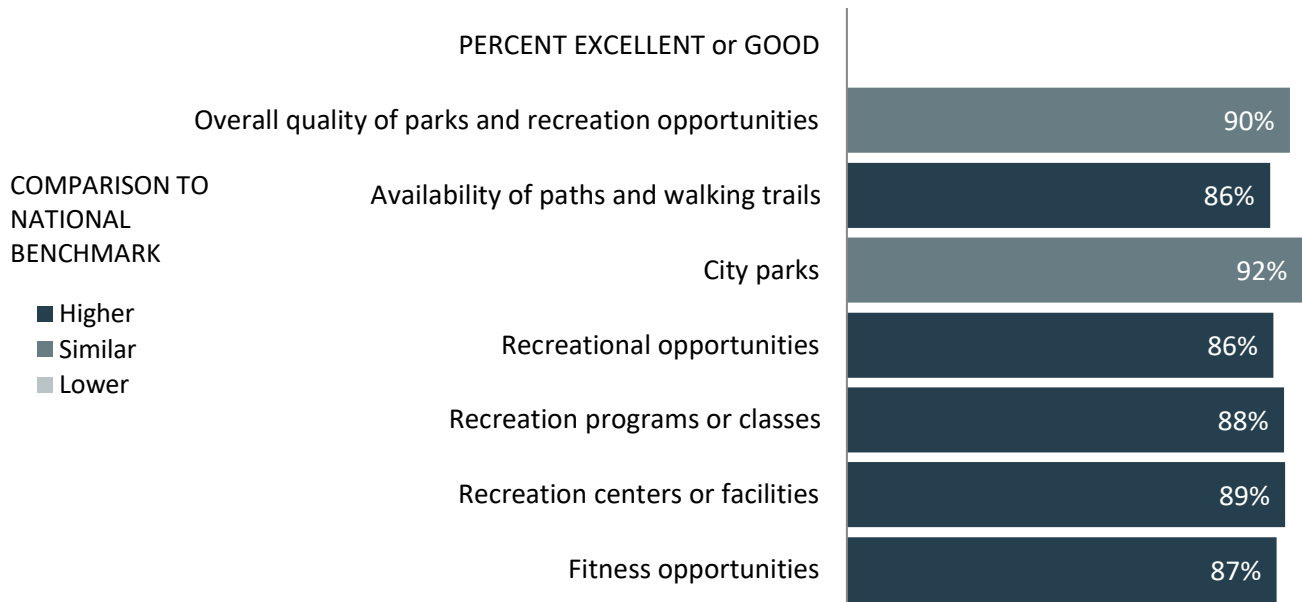 PERCENT EXCELLENT or GOOD
Overall quality of parks and recreation opportunities 90%
COMPARISON TO
NATIONAL
BENCHMARK
Higher
Similar
Lower
Availability of paths and walking trails 86%
City parks 92%
Recreational opportunities 86%
Recreation programs or classes 88%
Recreation centers or facilities 89%
Fitness opportunities 87%